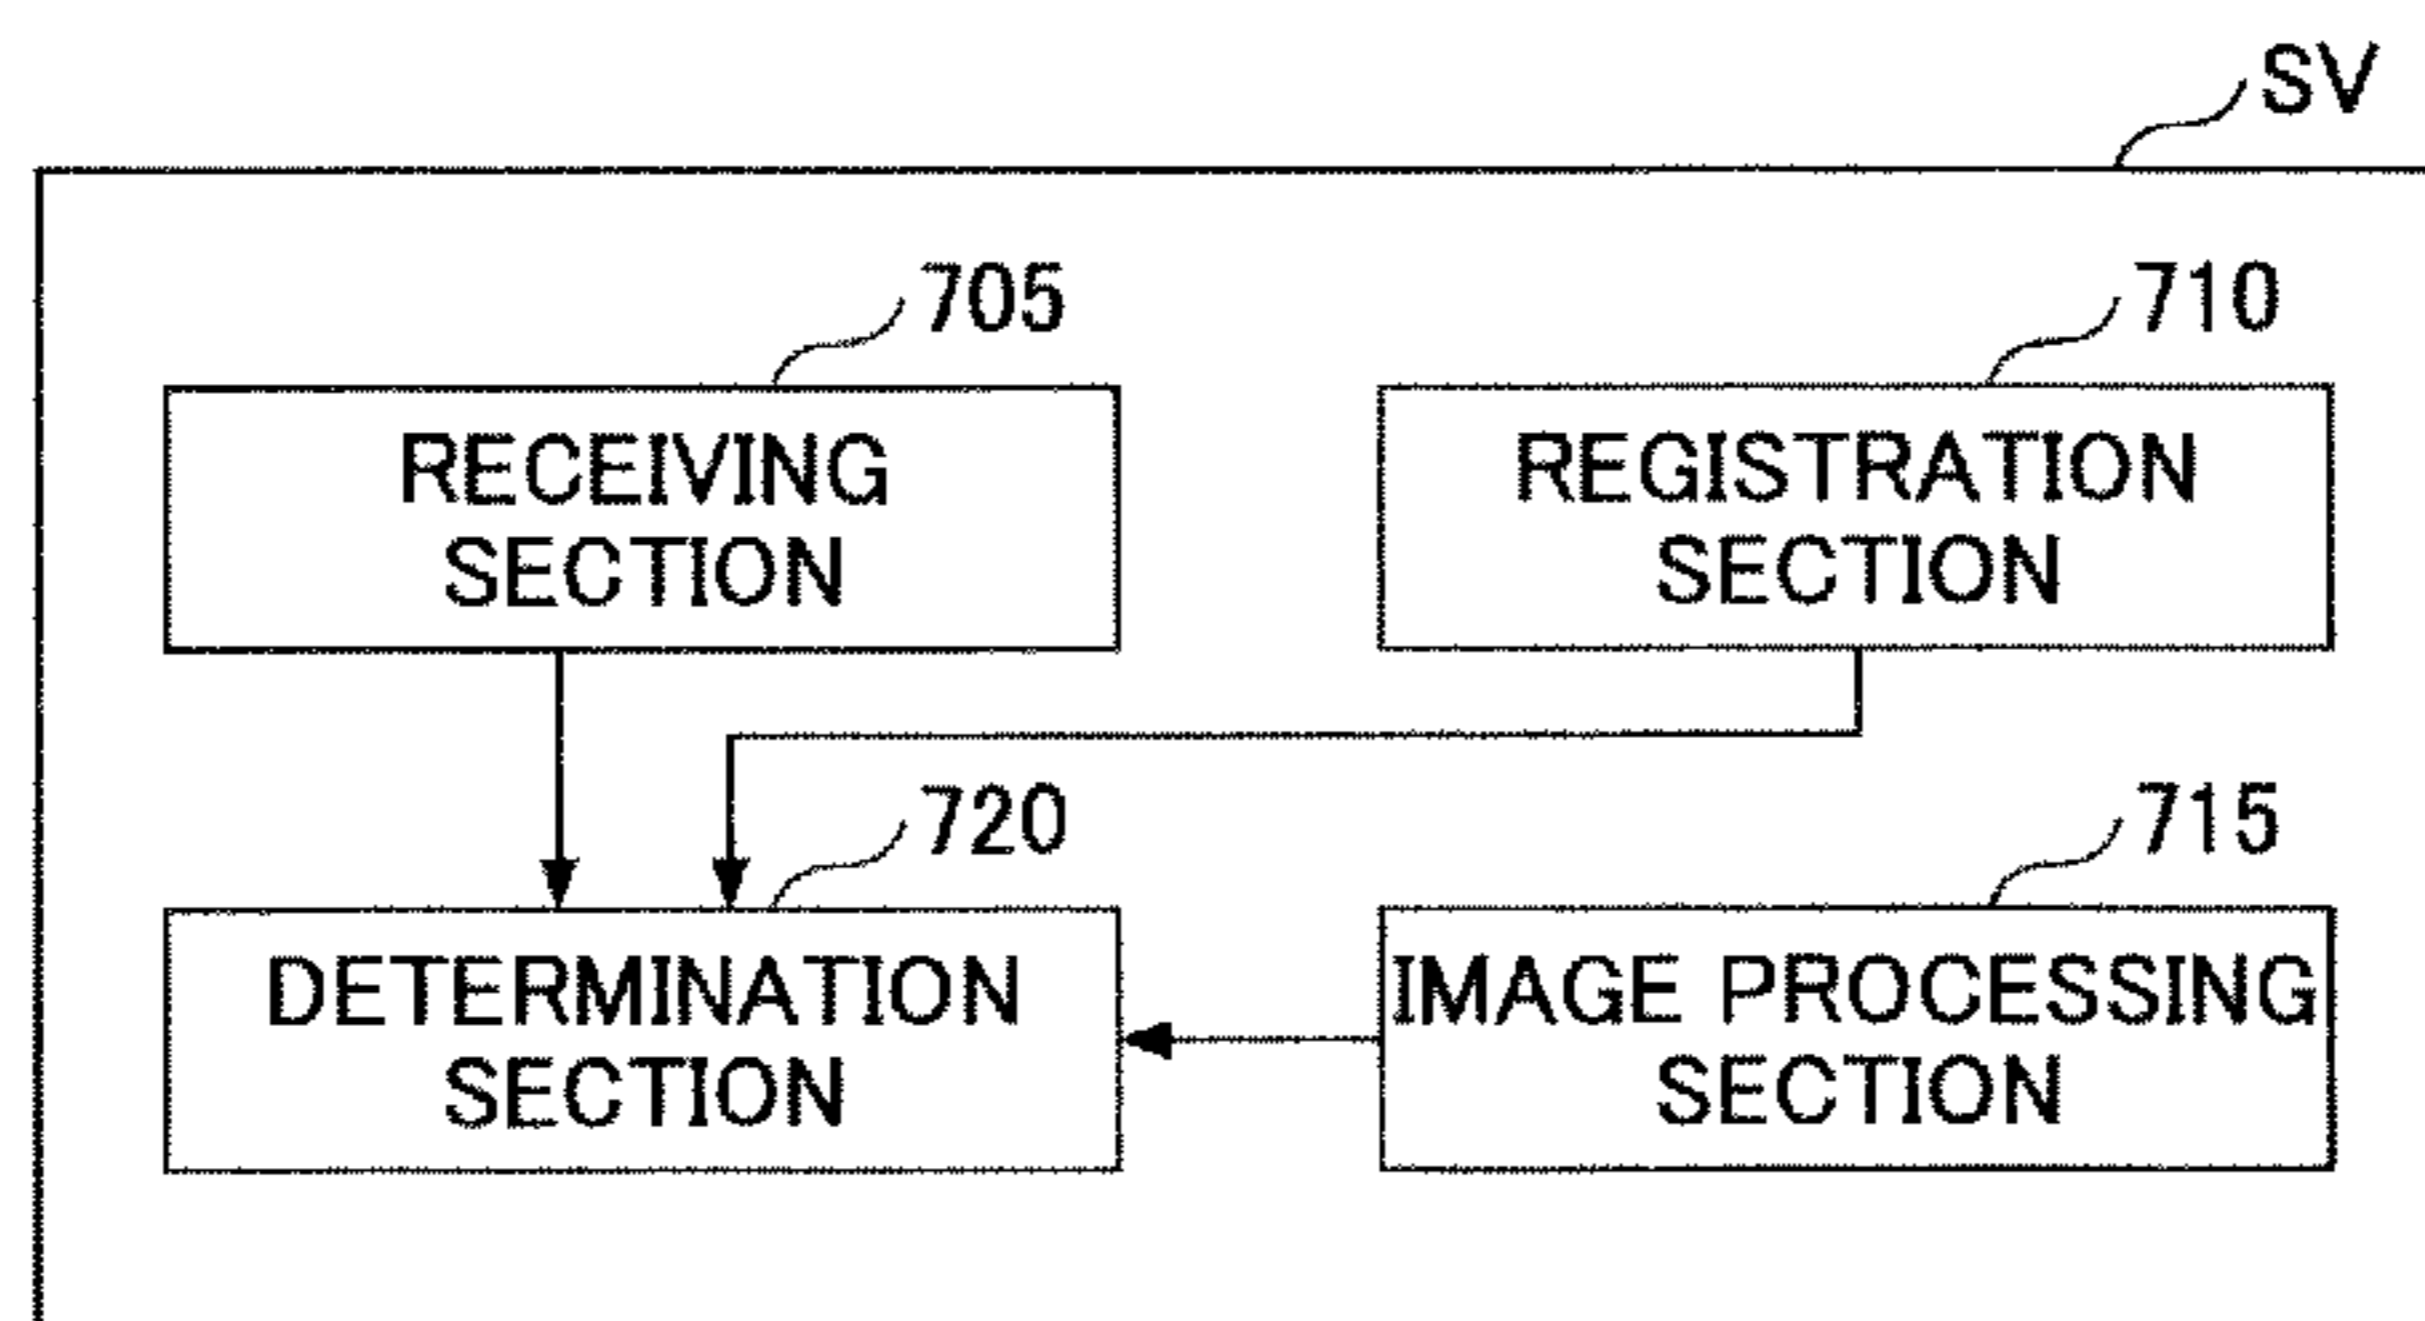 SV
705
710
RECEIVING
SECTION
REGISTRATION
SECTION
720
715
DETERMINATION
SECTION
IMAGE PROCESSING
SECTION